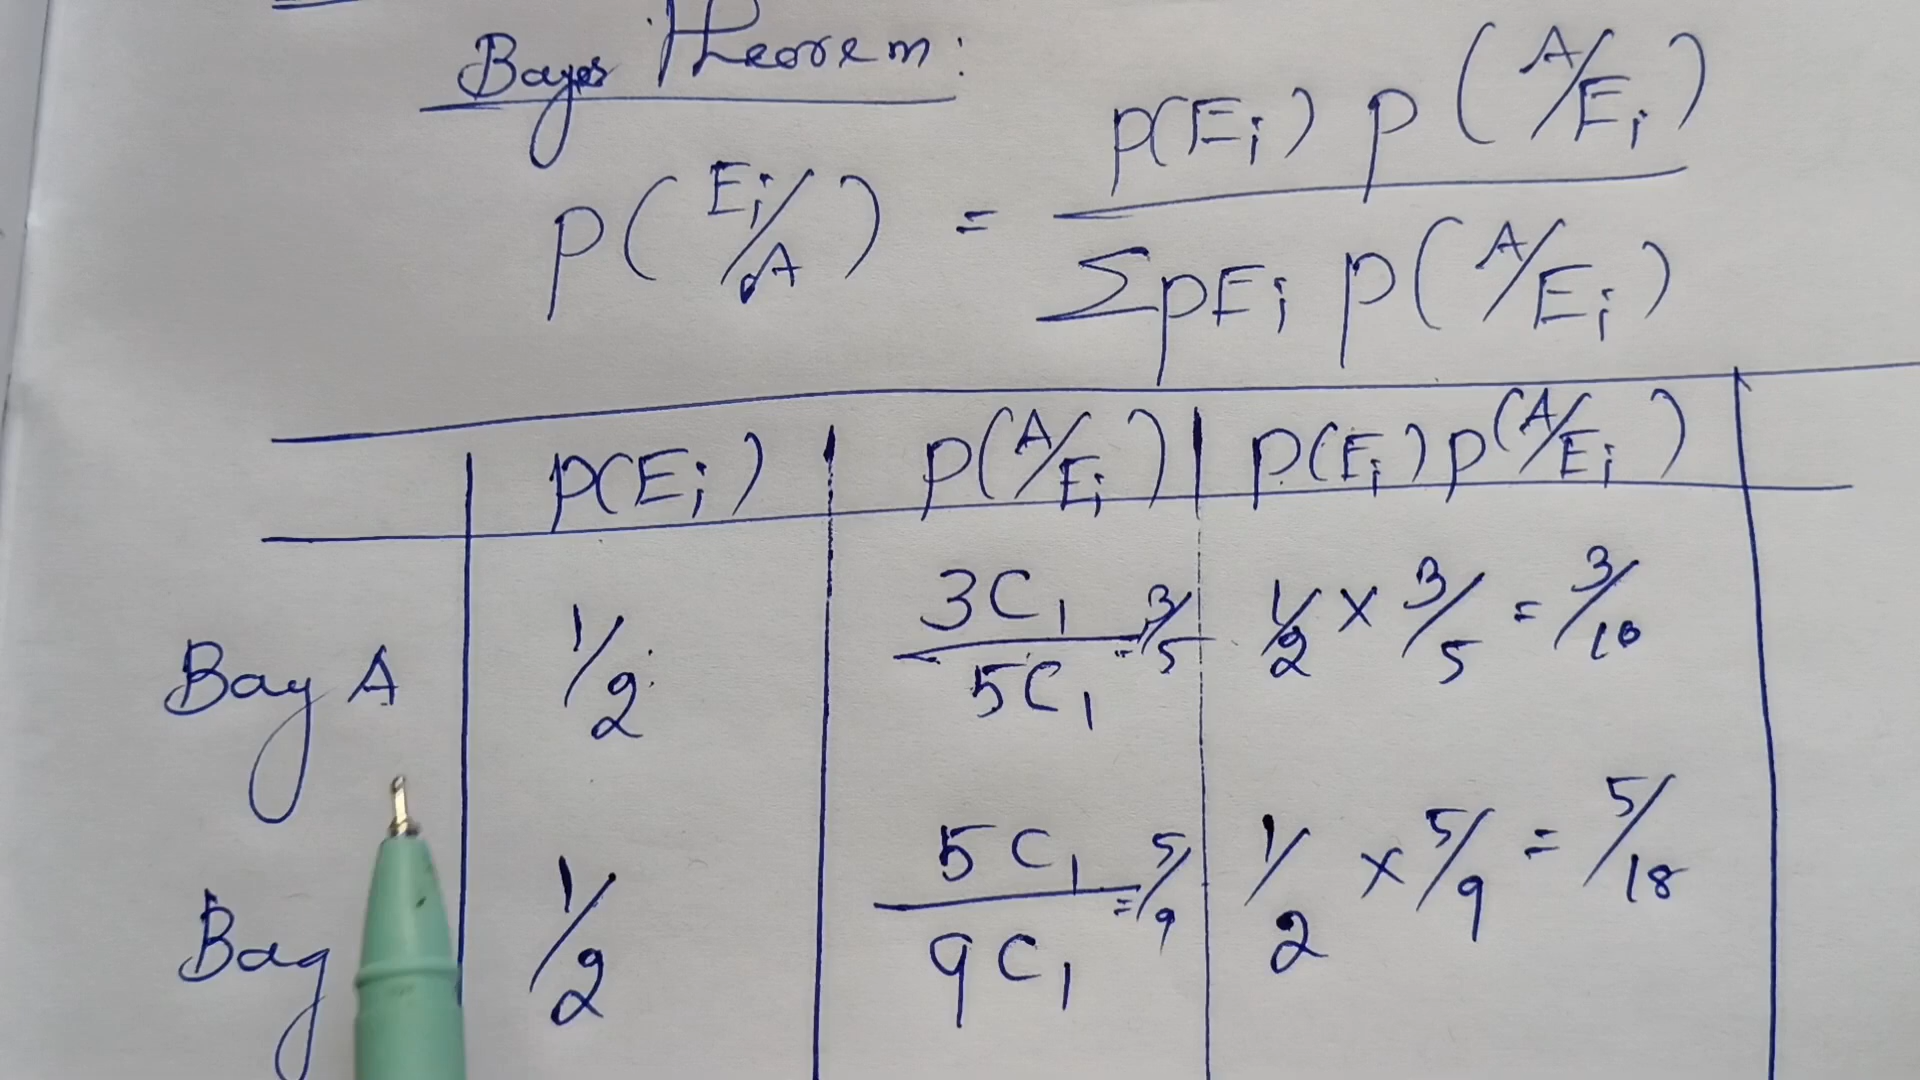 Bayes Theorem:
P(Ei/A) = P(Ei) P(A/Ei) / ΣPEi P(A/Ei)
P(Ei) P(A/Ei) P(Ei) P(A/Ei)
Bag A 1/2 3C1/5C1 = 3/5 1/2 × 3/5 = 3/10
Bag 1/2 5C1/9C1 = 5/9 1/2 × 5/9 = 5/18